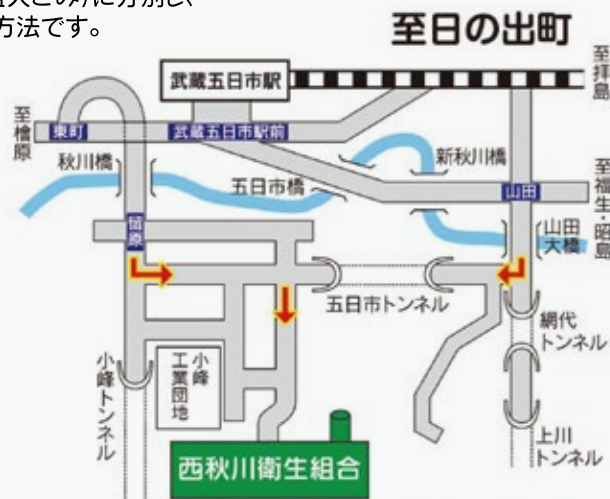 方法です。
至日の出町
武蔵五日市駅
至拝島
至檜原
東町
武蔵五日市駅前
秋川橋
五日市橋
新秋川橋
至福生・昭島
山田
留原
山田
大橋
五日市トンネル
網代
トンネル
小峰トンネル
小峰
工業団地
上川
トンネル
西秋川衛生組合